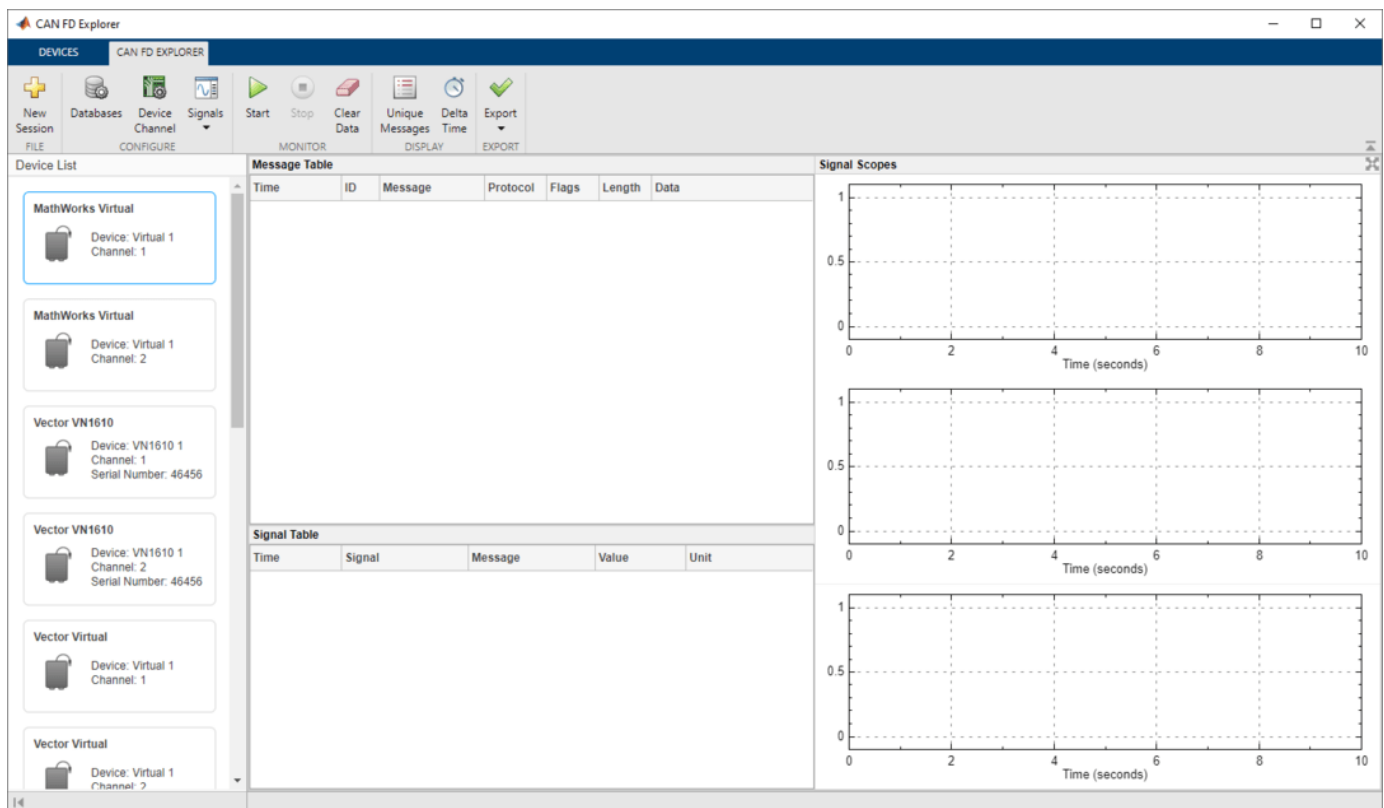 CAN FD Explorer
DEVICES CAN FD EXPLORER
New Session
Databases
Device Channel
Signals
Start
Stop
Clear Data
Unique Messages
Delta Time
Export
FILE CONFIGURE MONITOR DISPLAY EXPORT
Device List
MathWorks Virtual
Device: Virtual 1
Channel: 1
MathWorks Virtual
Device: Virtual 1
Channel: 2
Vector VN1610
Device: VN1610 1
Channel: 1
Serial Number: 46456
Vector VN1610
Device: VN1610 1
Channel: 2
Serial Number: 46456
Vector Virtual
Device: Virtual 1
Channel: 1
Vector Virtual
Device: Virtual 1
Channel: 2
Message Table
Time ID Message Protocol Flags Length Data
Signal Table
Time Signal Message Value Unit
Signal Scopes
1
0.5
0
0 2 4 6 8 10
Time (seconds)
1
0.5
0
0 2 4 6 8 10
Time (seconds)
1
0.5
0
0 2 4 6 8 10
Time (seconds)